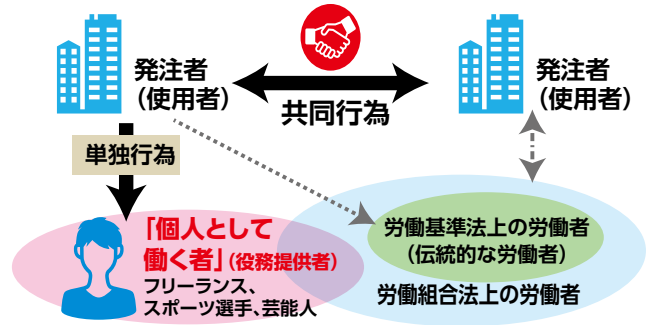 発注者
（使用者）
共同行為
発注者
（使用者）
単独行為
「個人として
働く者」（役務提供者）
フリーランス、
スポーツ選手、芸能人
労働基準法上の労働者
（伝統的な労働者）
労働組合法上の労働者